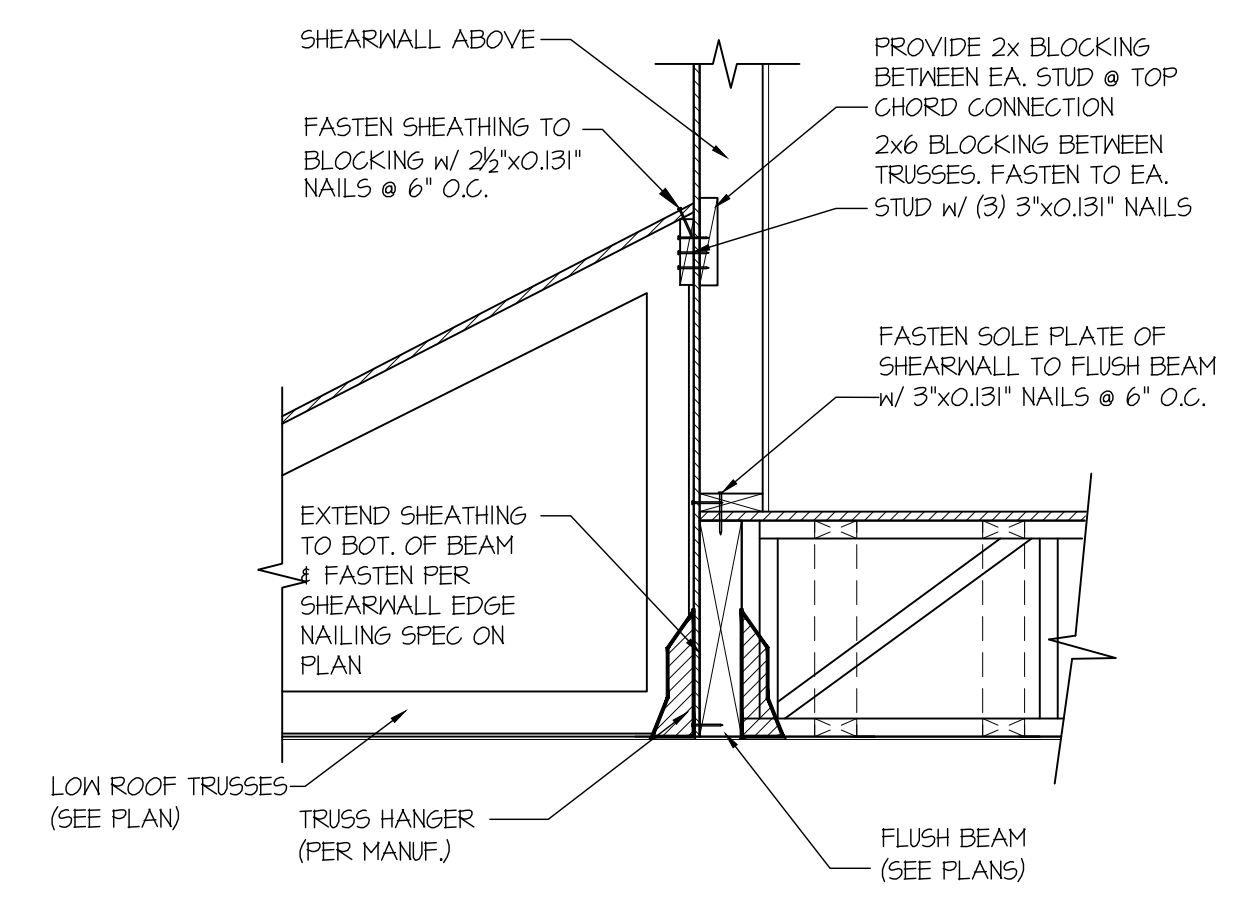 SHEARWALL ABOVE
PROVIDE 2x BLOCKING
BETWEEN EA. STUD @ TOP
CHORD CONNECTION
FASTEN SHEATHING TO
BLOCKING w/ 2½"x0.131"
NAILS @ 6" O.C.
2x6 BLOCKING BETWEEN
TRUSSES. FASTEN TO EA.
STUD w/ (3) 3"x0.131" NAILS
FASTEN SOLE PLATE OF
SHEARWALL TO FLUSH BEAM
w/ 3"x0.131" NAILS @ 6" O.C.
EXTEND SHEATHING
TO BOT. OF BEAM
& FASTEN PER
SHEARWALL EDGE
NAILING SPEC ON
PLAN
LOW ROOF TRUSSES
(SEE PLAN)
TRUSS HANGER
(PER MANUF.)
FLUSH BEAM
(SEE PLANS)